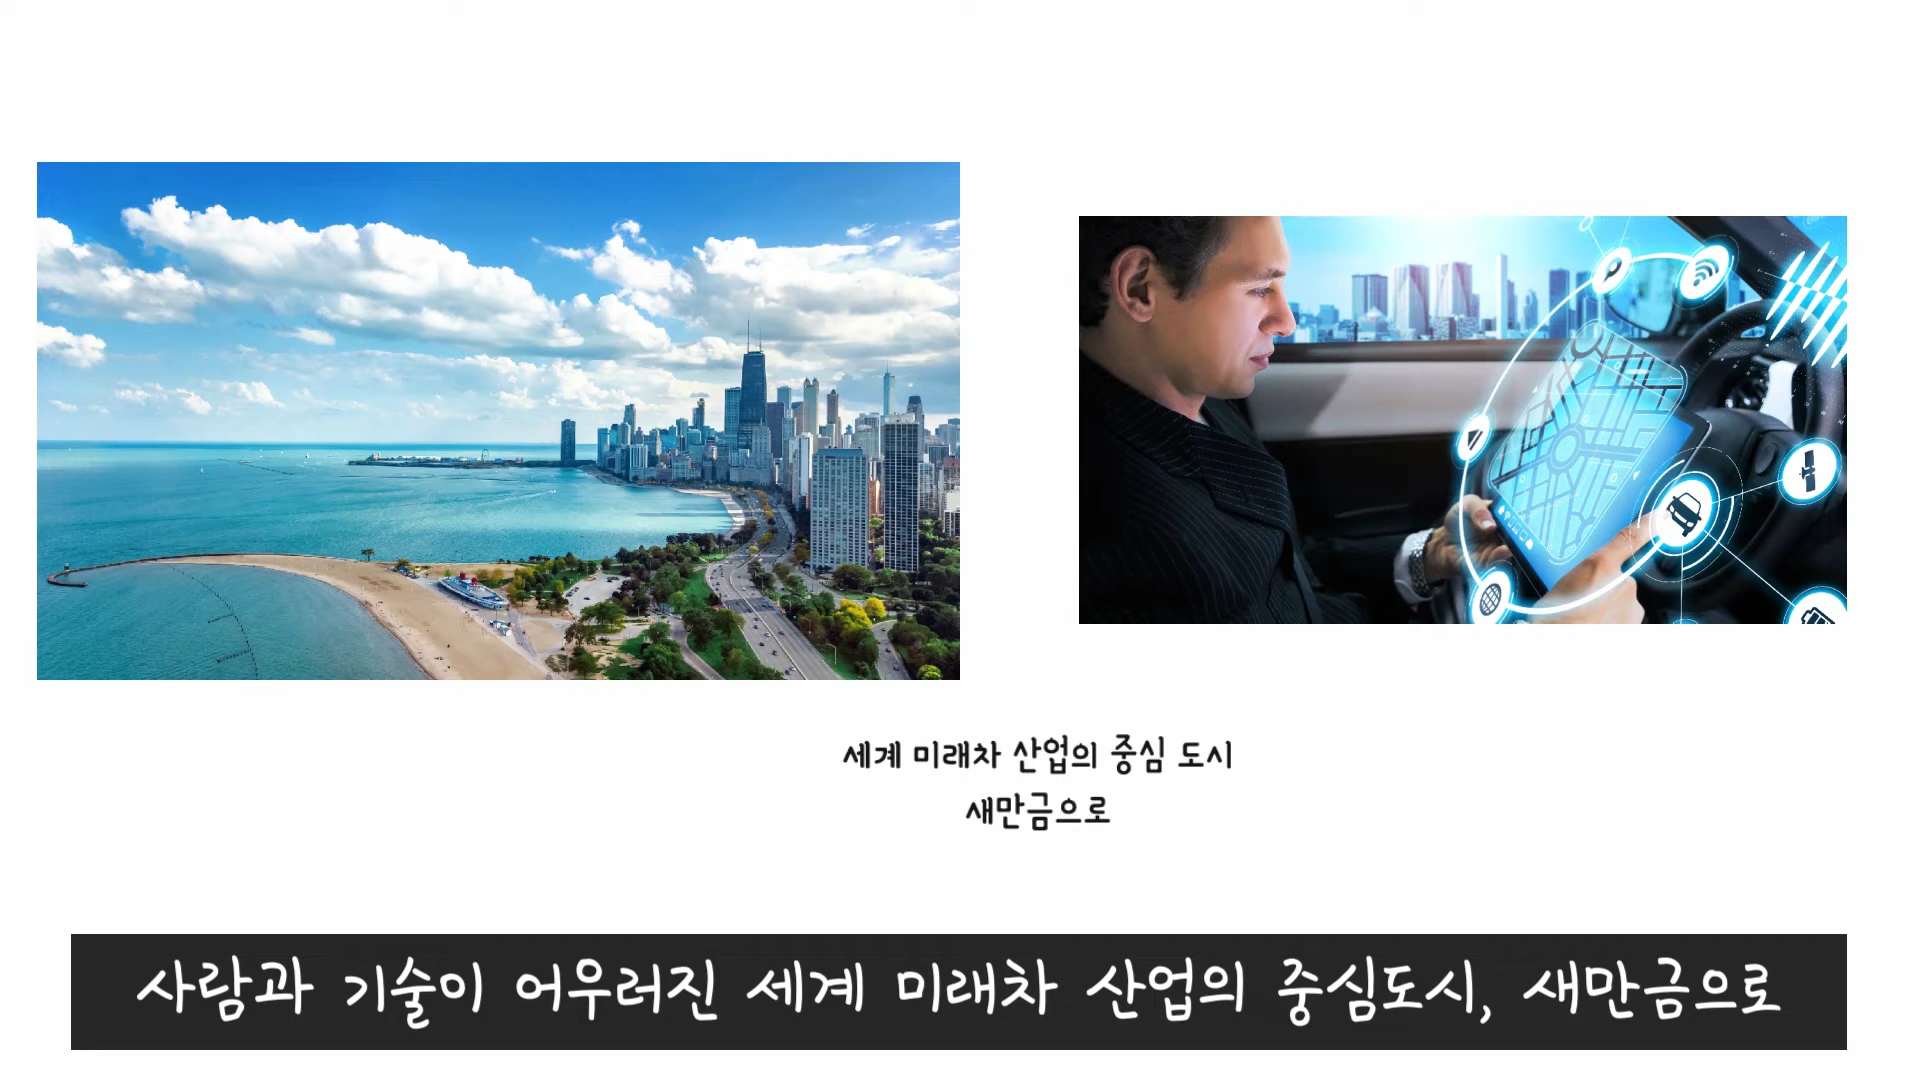 세계 미래차 산업의 중심 도시
새만금으로
사람과 기술이 어우러진 세계 미래차 산업의 중심도시, 새만금으로